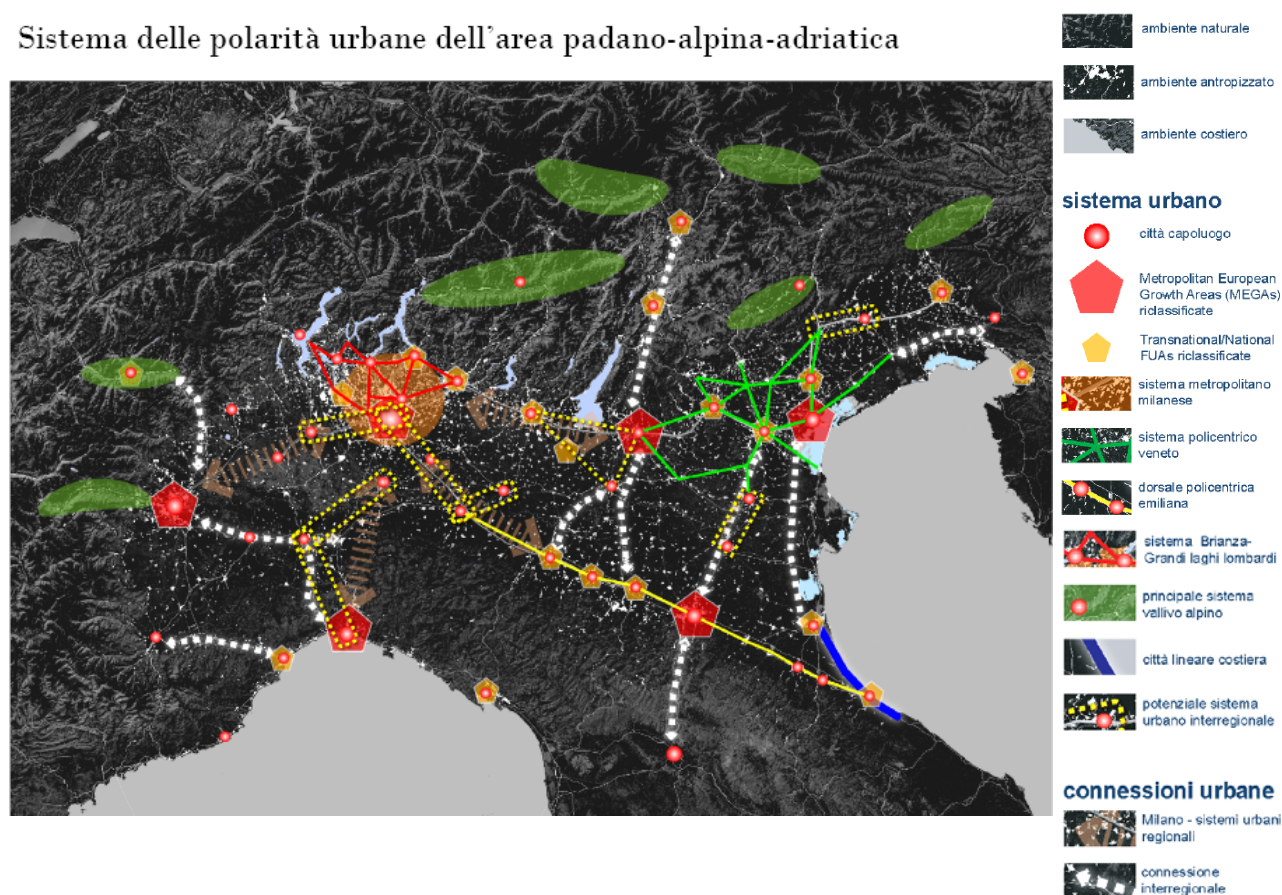 Sistema delle polarità urbane dell'area padano-alpina-adriatica
ambiente naturale
ambiente antropizzato
ambiente costiero
sistema urbano
città capoluogo
Metropolitan European
Growth Areas (MEGAs)
riclassificate
Transnational/National
FUAs riclassificate
sistema metropolitano
milanese
sistema policentrico
veneto
dorsale policentrica
emiliana
sistema Brianza-
Grandi laghi lombardi
principale sistema
vallivo alpino
città lineare costiera
potenziale sistema
urbano interregionale
connessioni urbane
Milano - sistemi urbani
regionali
connessione
interregionale